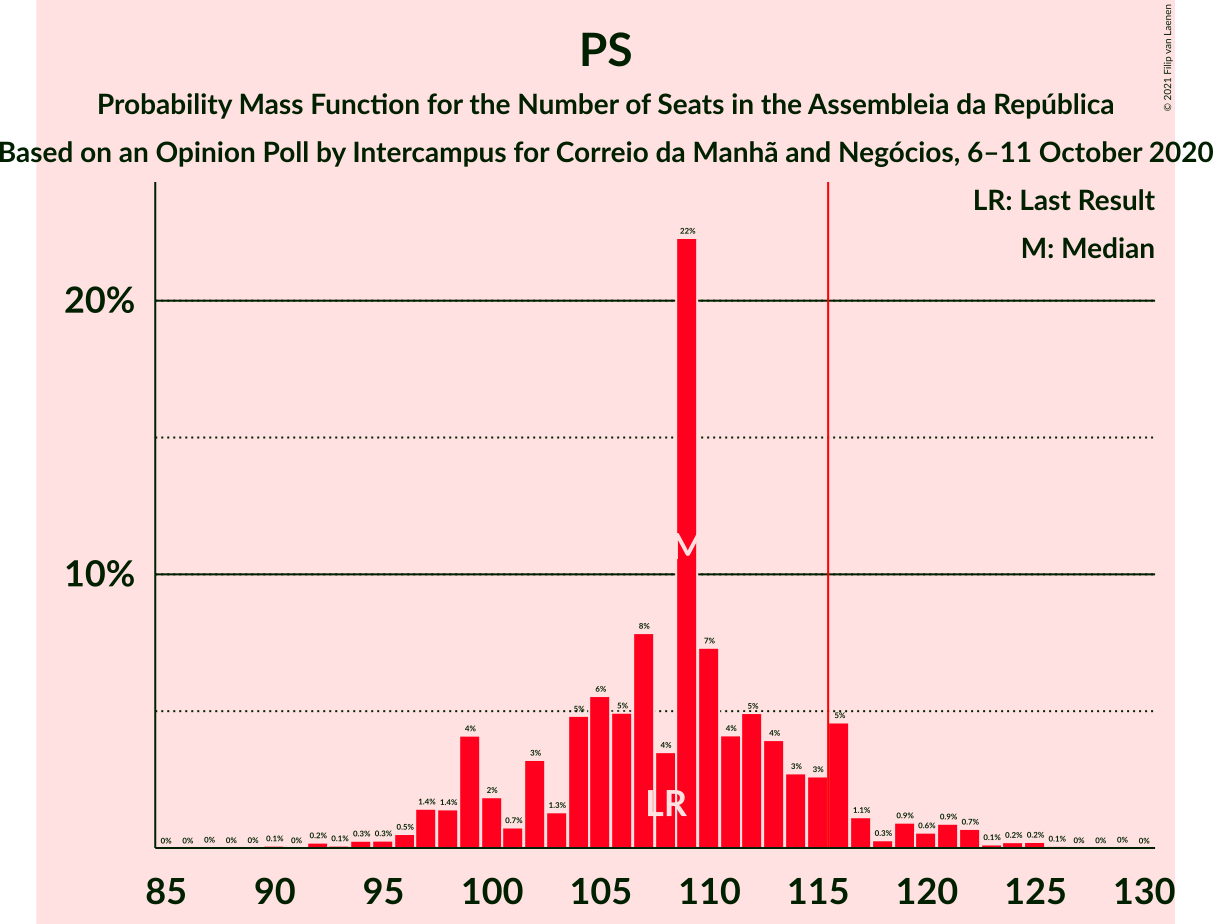 PS
Probability Mass Function for the Number of Seats in the Assembleia da República
Based on an Opinion Poll by Intercampus for Correio da Manhã and Negócios, 6–11 October 2020
© 2021 Filip van Laenen
LR: Last Result
M: Median
20%
10%
0% 0% 0% 0% 0% 0.1% 0% 0.2% 0.1% 0.3% 0.3% 0.5% 1.4% 1.4% 4% 2% 0.7% 3% 1.3% 5% 6% 5% 8% 4% 22% 7% 4% 5% 4% 3% 3% 5% 1.1% 0.3% 0.9% 0.6% 0.9% 0.7% 0.1% 0.2% 0.2% 0.1% 0% 0% 0% 0%
M
LR
85 90 95 100 105 110 115 120 125 130